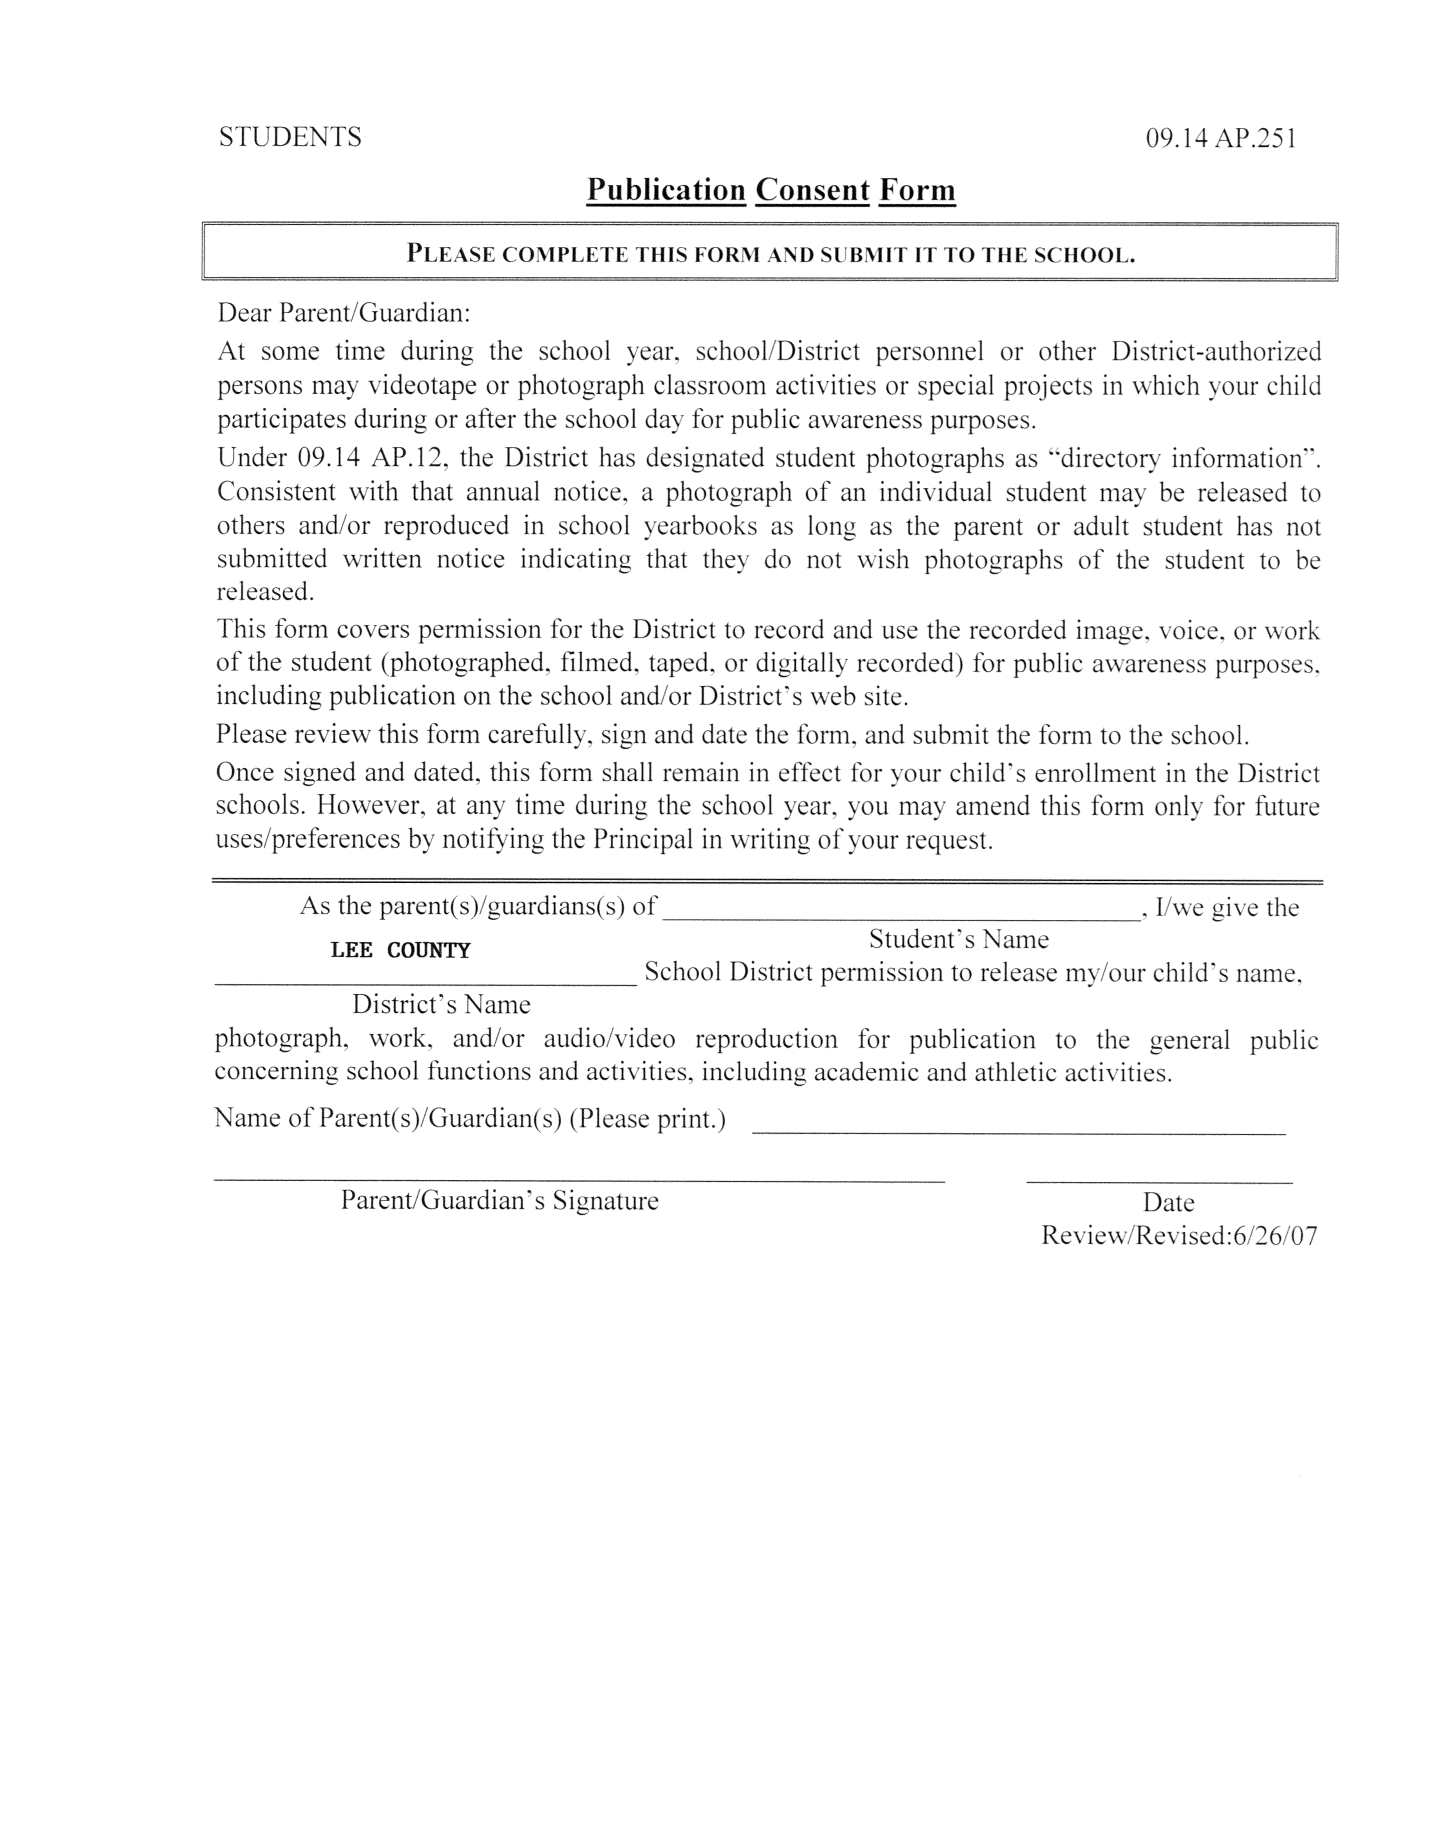 STUDENTS 09.14 AP.251
Publication Consent Form
PLEASE COMPLETE THIS FORM AND SUBMIT IT TO THE SCHOOL.
Dear Parent/Guardian:
At some time during the school year, school/District personnel or other District-authorized
persons may videotape or photograph classroom activities or special projects in which your child
participates during or after the school day for public awareness purposes.
Under 09.14 AP.12, the District has designated student photographs as “directory information”.
Consistent with that annual notice, a photograph of an individual student may be released to
others and/or reproduced in school yearbooks as long as the parent or adult student has not
submitted written notice indicating that they do not wish photographs of the student to be
released.
This form covers permission for the District to record and use the recorded image, voice, or work
of the student (photographed, filmed, taped, or digitally recorded) for public awareness purposes,
including publication on the school and/or District's web site.
Please review this form carefully, sign and date the form, and submit the form to the school.
Once signed and dated, this form shall remain in effect for your child's enrollment in the District
schools. However, at any time during the school year, you may amend this form only for future
uses/preferences by notifying the Principal in writing of your request.
As the parent(s)/guardians(s) of ____________________, I/we give the
Student's Name
LEE COUNTY
____________________ School District permission to release my/our child's name,
District's Name
photograph, work, and/or audio/video reproduction for publication to the general public
concerning school functions and activities, including academic and athletic activities.
Name of Parent(s)/Guardian(s) (Please print.) ____________________
Parent/Guardian's Signature Date
Review/Revised:6/26/07